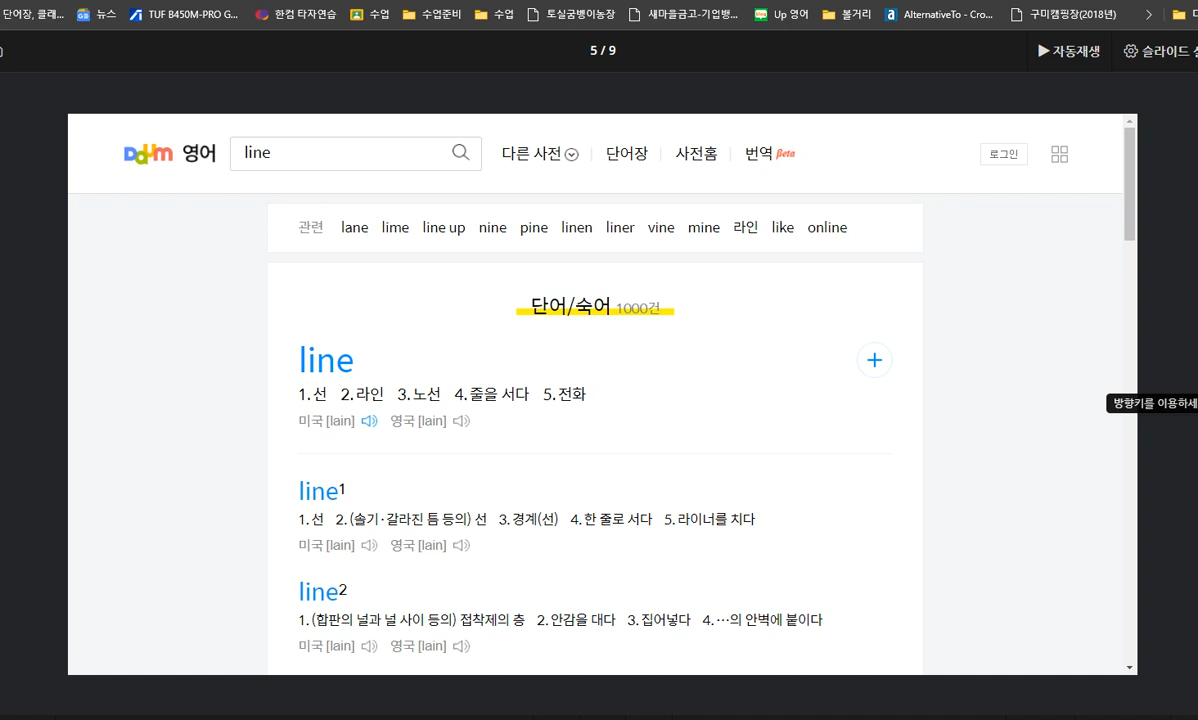 단어장, 클래... 뉴스 TUF B450M-PRO G... 한컴 타자연습 수업 수업준비 수업 토실굼벵이농장 새마을금고-기업뱅... Up 영어 볼거리 AlternativeTo - Cro... 구미캠핑장(2018년)
5 / 9
자동재생 슬라이드
Daum 영어 line 다른 사전 단어장 사전홈 번역 Beta 로그인
관련 lane lime line up nine pine linen liner vine mine 라인 like online
단어/숙어 1000건
line
1. 선 2. 라인 3. 노선 4. 줄을 서다 5. 전화
미국 [lain] 영국 [lain]
방향키를 이용하세
line1
1. 선 2. (솔기·갈라진 틈 등의) 선 3. 경계(선) 4. 한 줄로 서다 5. 라이너를 치다
미국 [lain] 영국 [lain]
line2
1. (합판의 널과 널 사이 등의) 접착제의 층 2. 안감을 대다 3. 집어넣다 4. …의 안벽에 붙이다
미국 [lain] 영국 [lain]